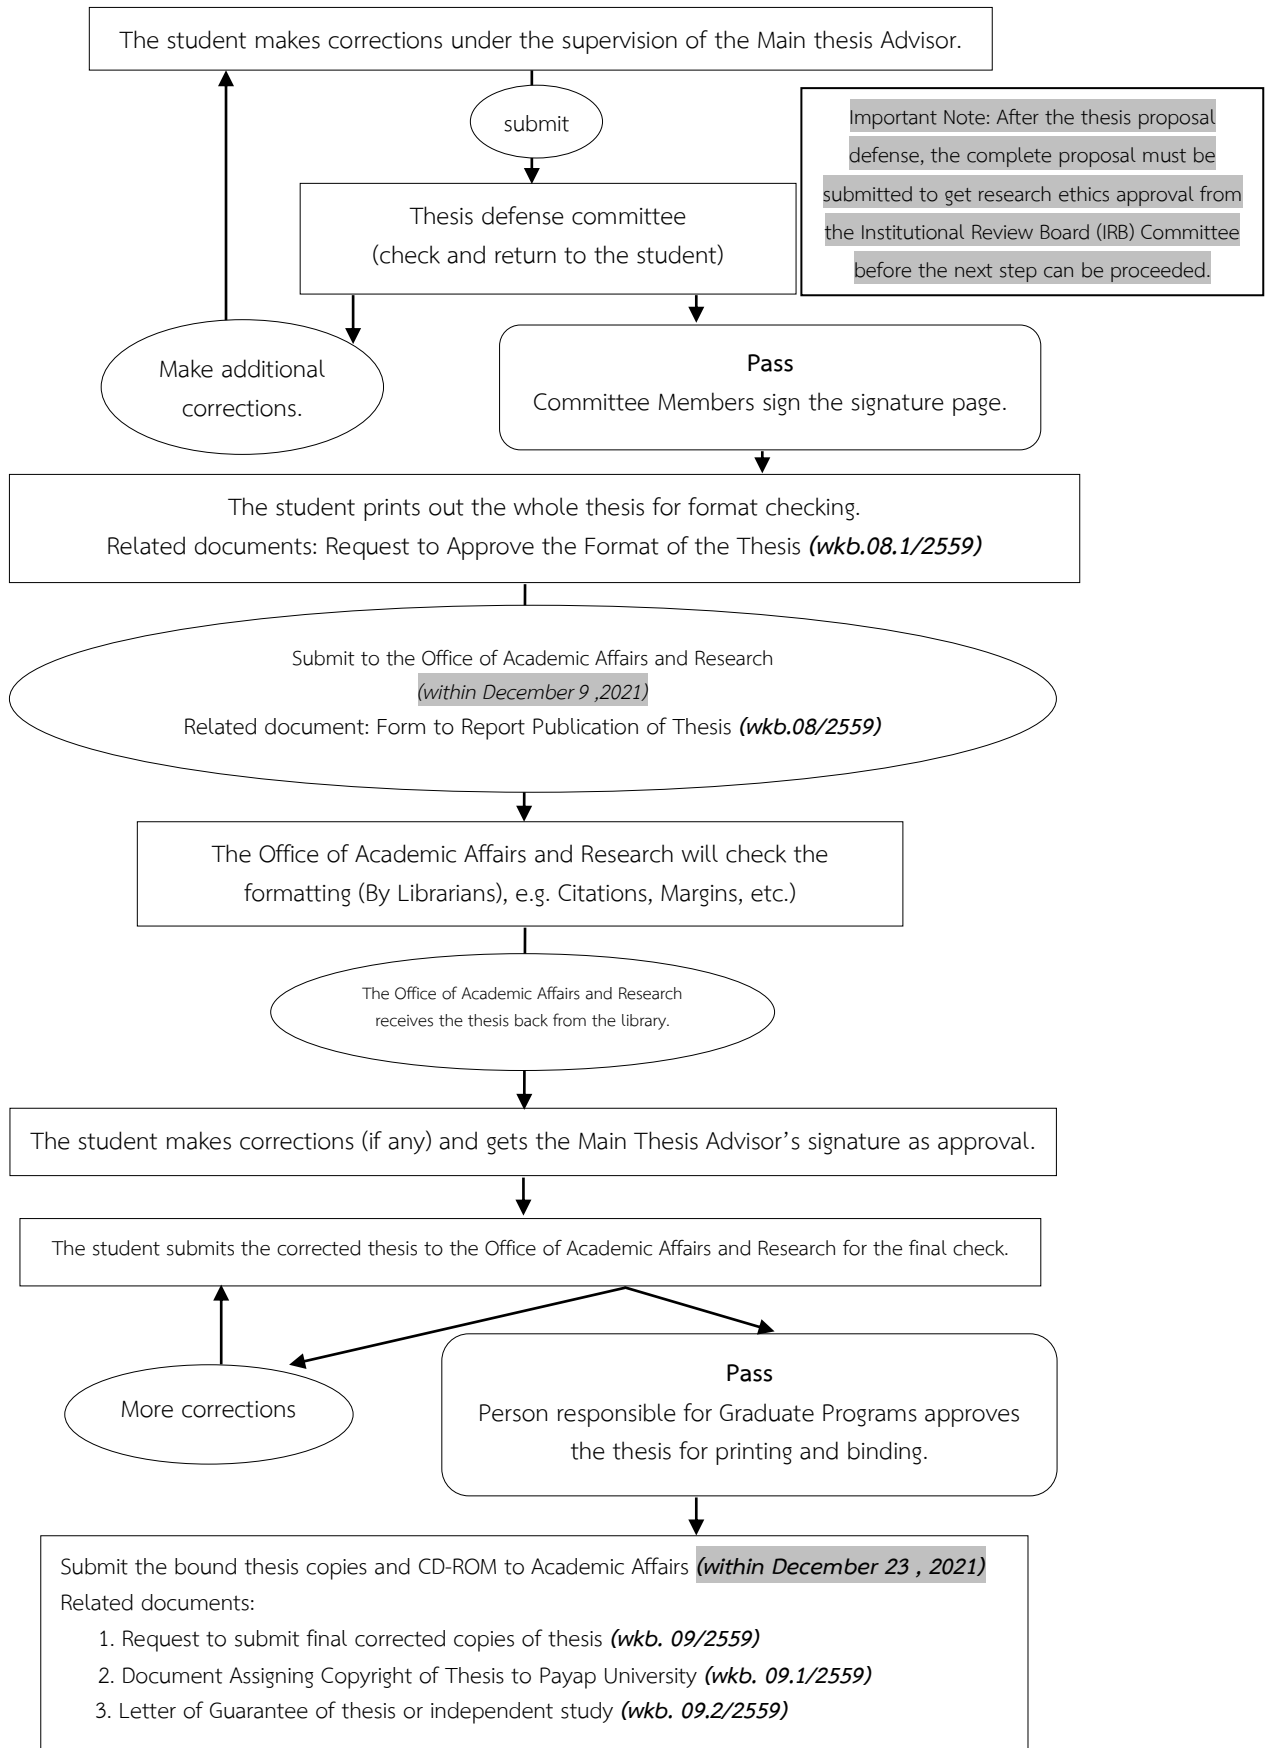 The student makes corrections under the supervision of the Main thesis Advisor.
submit
Important Note: After the thesis proposal
defense, the complete proposal must be
submitted to get research ethics approval from
the Institutional Review Board (IRB) Committee
before the next step can be proceeded.
Thesis defense committee
(check and return to the student)
Make additional
corrections.
Pass
Committee Members sign the signature page.
The student prints out the whole thesis for format checking.
Related documents: Request to Approve the Format of the Thesis (wkb.08.1/2559)
Submit to the Office of Academic Affairs and Research
(within December 9 ,2021)
Related document: Form to Report Publication of Thesis (wkb.08/2559)
The Office of Academic Affairs and Research will check the
formatting (By Librarians), e.g. Citations, Margins, etc.)
The Office of Academic Affairs and Research
receives the thesis back from the library.
The student makes corrections (if any) and gets the Main Thesis Advisor’s signature as approval.
The student submits the corrected thesis to the Office of Academic Affairs and Research for the final check.
More corrections
Pass
Person responsible for Graduate Programs approves
the thesis for printing and binding.
Submit the bound thesis copies and CD-ROM to Academic Affairs (within December 23 , 2021)
Related documents:
1. Request to submit final corrected copies of thesis (wkb. 09/2559)
2. Document Assigning Copyright of Thesis to Payap University (wkb. 09.1/2559)
3. Letter of Guarantee of thesis or independent study (wkb. 09.2/2559)